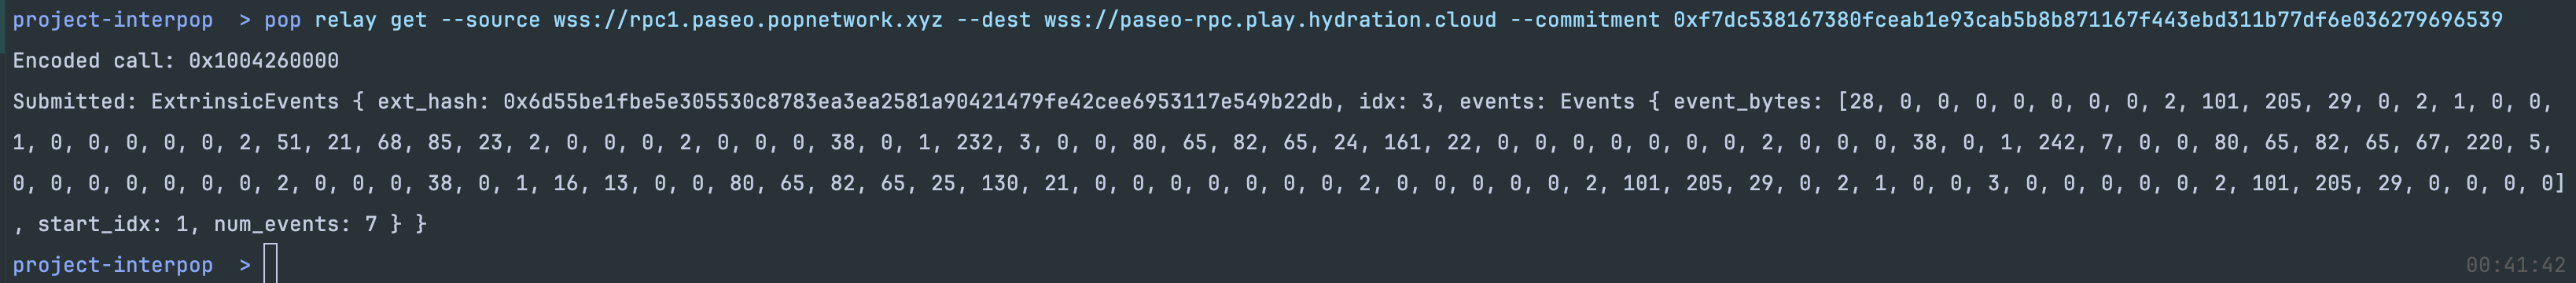 project-interpop  > pop relay get --source wss://rpc1.paseo.popnetwork.xyz --dest wss://paseo-rpc.play.hydration.cloud --commitment 0xf7dc538167380fceab1e93cab5b8b871167f443ebd311b77df6e036279696539
Encoded call: 0x1004260000
Submitted: ExtrinsicEvents { ext_hash: 0x6d55be1fbe5e305530c8783ea3ea2581a90421479fe42cee6953117e549b22db, idx: 3, events: Events { event_bytes: [28, 0, 0, 0, 0, 0, 0, 0, 2, 101, 205, 29, 0, 2, 1, 0, 0,
1, 0, 0, 0, 0, 0, 2, 51, 21, 68, 85, 23, 2, 0, 0, 0, 2, 0, 0, 0, 38, 0, 1, 232, 3, 0, 0, 80, 65, 82, 65, 24, 161, 22, 0, 0, 0, 0, 0, 0, 0, 2, 0, 0, 0, 38, 0, 1, 242, 7, 0, 0, 80, 65, 82, 65, 67, 220, 5,
0, 0, 0, 0, 0, 0, 0, 2, 0, 0, 0, 38, 0, 1, 16, 13, 0, 0, 80, 65, 82, 65, 25, 130, 21, 0, 0, 0, 0, 0, 0, 0, 2, 0, 0, 0, 0, 0, 2, 101, 205, 29, 0, 2, 1, 0, 0, 3, 0, 0, 0, 0, 0, 2, 101, 205, 29, 0, 0, 0, 0]
, start_idx: 1, num_events: 7 } }
project-interpop  >
00:41:42